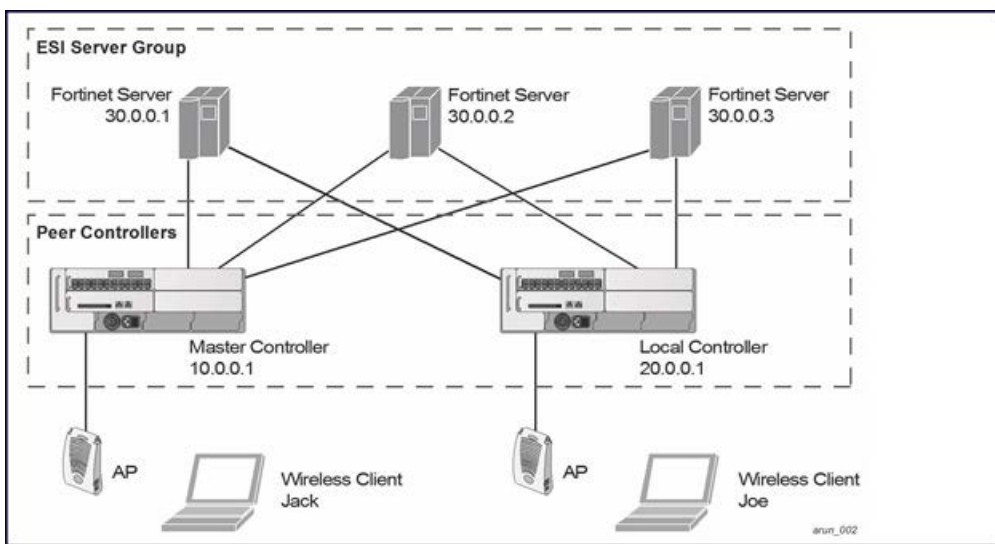 ESI Server Group
Fortinet Server
30.0.0.1
Fortinet Server
30.0.0.2
Fortinet Server
30.0.0.3
Peer Controllers
Master Controller
10.0.0.1
Local Controller
20.0.0.1
AP
Wireless Client
Jack
AP
Wireless Client
Joe
arun_002